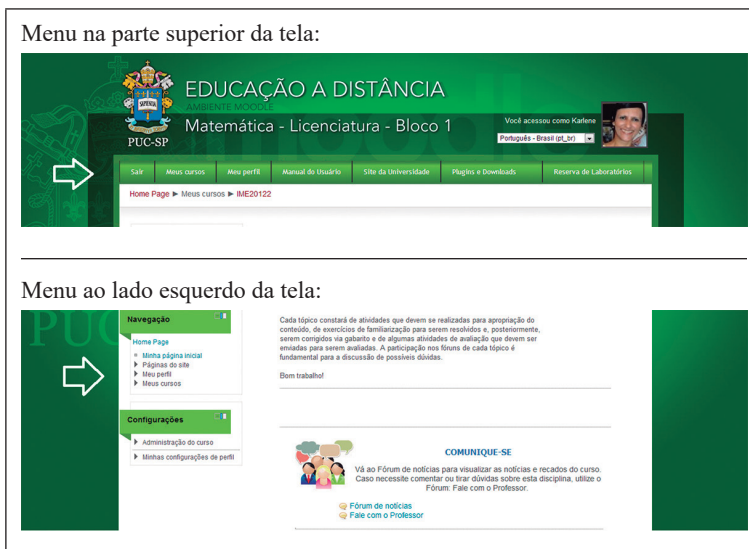 Menu na parte superior da tela:
EDUCAÇÃO A DISTÂNCIA
AMBIENTE MOODLE
Matemática - Licenciatura - Bloco 1
SAPIENTIA
PUC-SP
Você acessou como Karlene
Português - Brasil (pt_br)
Sair Meus cursos Meu perfil Manual do Usuário Site da Universidade Plugins e Downloads Reserva de Laboratórios
Home Page ► Meus cursos ► IME20122
Menu ao lado esquerdo da tela:
PUC
Navegação
Home Page
Minha página inicial
Páginas do site
Meu perfil
Meus cursos
Configurações
Administração do curso
Minhas configurações de perfil
Cada tópico constará de atividades que devem se realizadas para apropriação do
conteúdo, de exercícios de familiarização para serem resolvidos e, posteriormente,
serem corrigidos via gabarito e de algumas atividades de avaliação que devem ser
enviadas para serem avaliadas. A participação nos fóruns de cada tópico é
fundamental para a discussão de possíveis dúvidas.
Bom trabalho!
COMUNIQUE-SE
Vá ao Fórum de notícias para visualizar as notícias e recados do curso.
Caso necessite comentar ou tirar dúvidas sobre esta disciplina, utilize o
Fórum: Fale com o Professor.
Fórum de notícias
Fale com o Professor